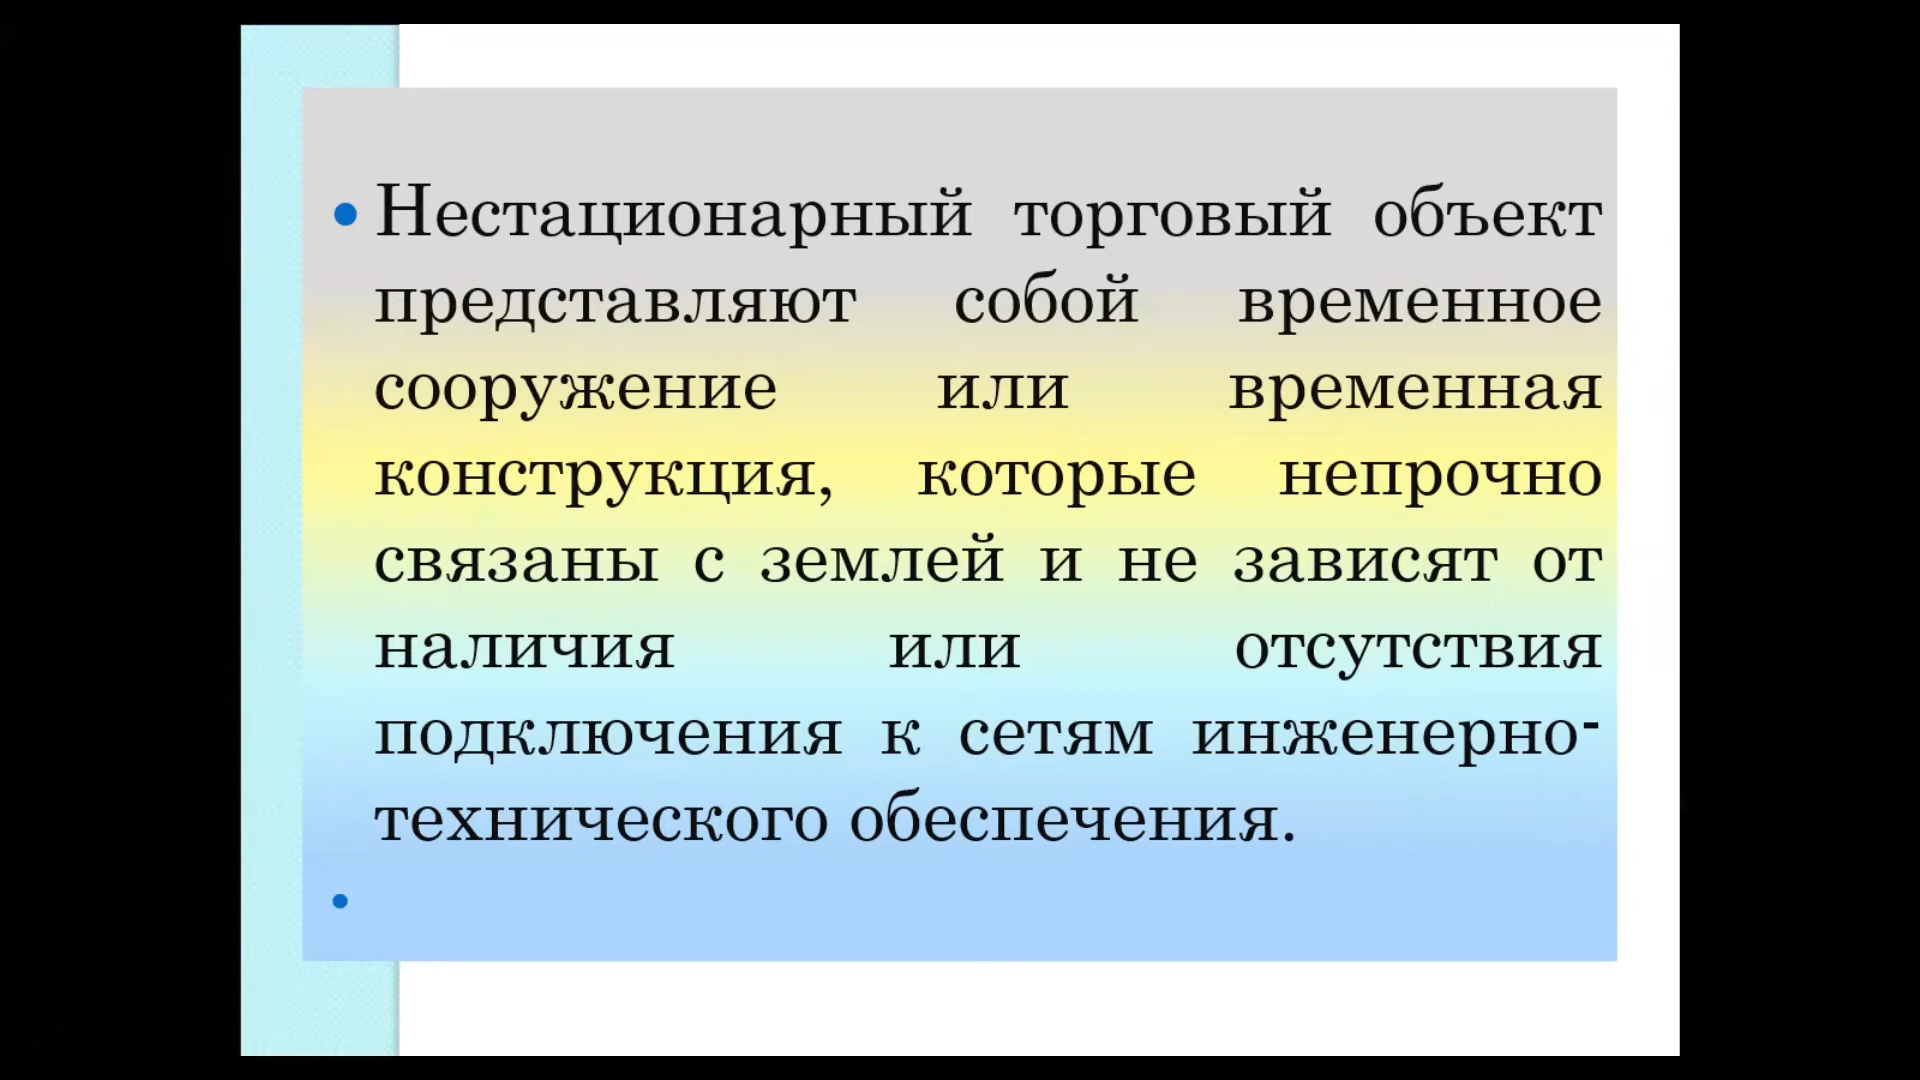 • Нестационарный торговый объект
представляют собой временное
сооружение или временная
конструкция, которые непрочно
связаны с землей и не зависят от
наличия или отсутствия
подключения к сетям инженерно-
технического обеспечения.
•